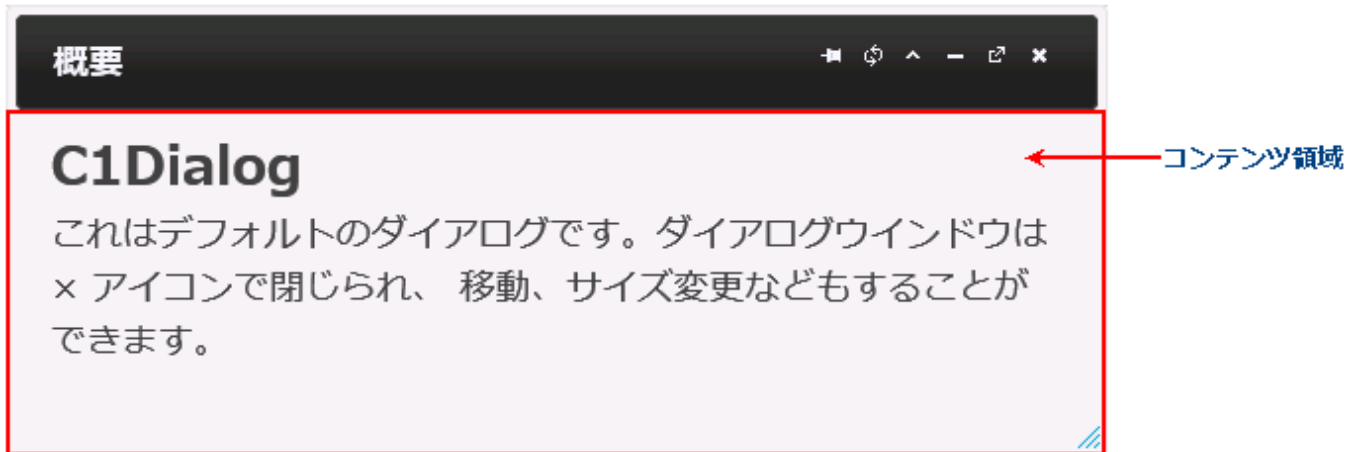 概要
C1Dialog
コンテンツ領域
これはデフォルトのダイアログです。ダイアログウインドウは
× アイコンで閉じられ、 移動、サイズ変更などもすることが
できます。